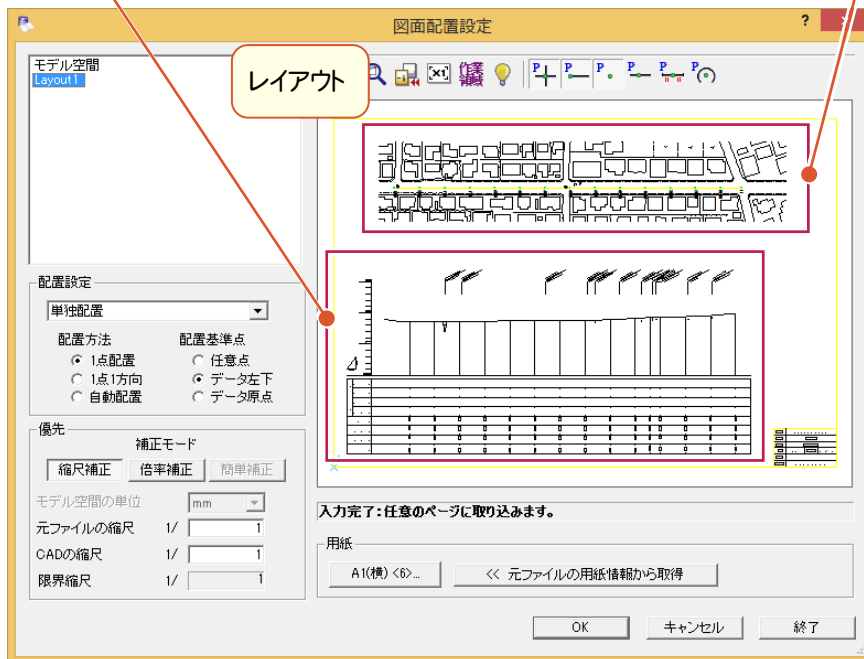 図面配置設定
?
モデル空間
Layout1
レイアウト
×1
作業領域
P P P P P P
配置設定
単独配置
配置方法
配置基準点
1点配置
任意点
1点1方向
データ左下
自動配置
データ原点
優先
補正モード
縮尺補正
倍率補正
簡単補正
モデル空間の単位
mm
元ファイルの縮尺 1/ 1
CADの縮尺 1/ 1
限界縮尺 1/ 1
入力完了:任意のページに取り込みます。
用紙
A1(横) <6>...
<< 元ファイルの用紙情報から取得
OK
キャンセル
終了